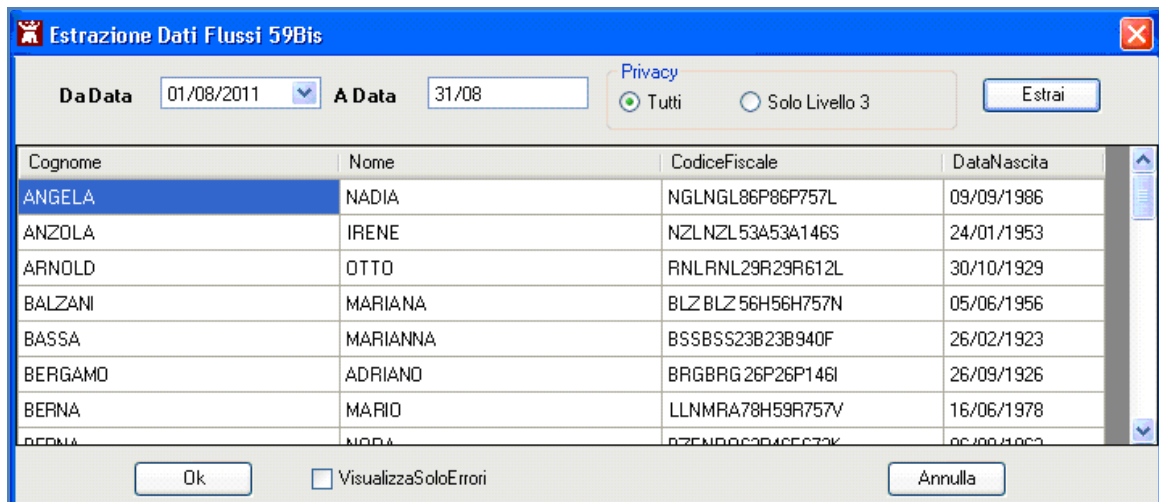 Estrazione Dati Flussi 59Bis
Privacy
Da Data 01/08/2011 A Data 31/08 Tutti Solo Livello 3 Estrai
Cognome Nome CodiceFiscale DataNascita
ANGELA NADIA NGLNGL86P86P757L 09/09/1986
ANZOLA IRENE NZLNZL53A53A146S 24/01/1953
ARNOLD OTTO RNLRNL29R29R612L 30/10/1929
BALZANI MARIANA BLZBLZ56H56H757N 05/06/1956
BASSA MARIANNA BSSBSS23B23B940F 26/02/1923
BERGAMO ADRIANO BRGBRG26P26P146I 26/09/1926
BERNA MARIO LLNMRA78H59R757V 16/06/1978
BERNA NORA
Ok VisualizzaSoloErrori Annulla